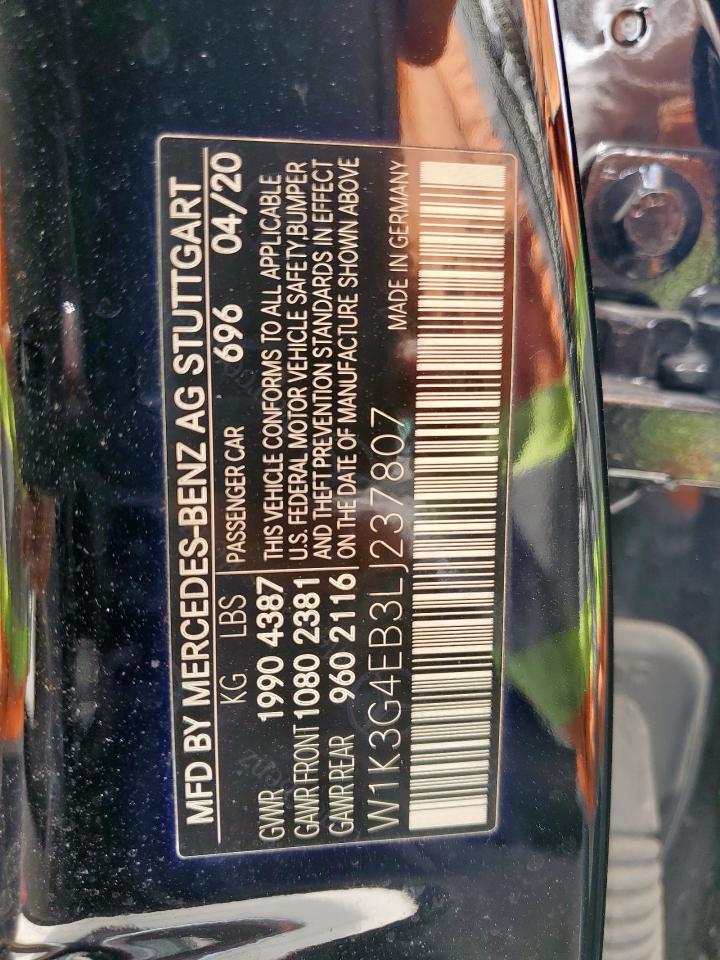 MFD BY MERCEDES-BENZ AG STUTTGART
KG LBS PASSENGER CAR 696 04/20
GVWR 1990 4387 THIS VEHICLE CONFORMS TO ALL APPLICABLE
GAWR FRONT 1080 2381 U.S. FEDERAL MOTOR VEHICLE SAFETY BUMPER
GAWR REAR 960 2116 AND THEFT PREVENTION STANDARDS IN EFFECT
ON THE DATE OF MANUFACTURE SHOWN ABOVE
W1K3G4EB3LJ237807 MADE IN GERMANY